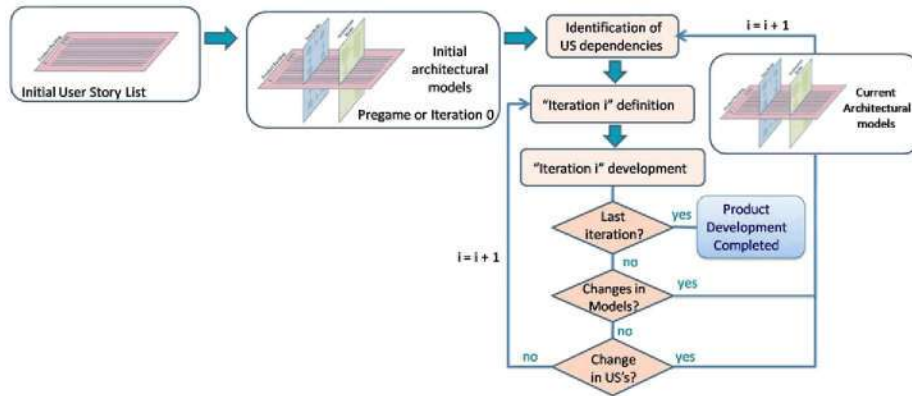 Initial User Story List
Initial
architectural
models
Pregame or Iteration 0
Identification of
US dependencies
i = i + 1
“Iteration i” definition
Current
Architectural
models
“Iteration i” development
Last
iteration?
yes
Product
Development
Completed
no
i = i + 1
Changes in
Models?
yes
no
no
Change
in US's?
yes